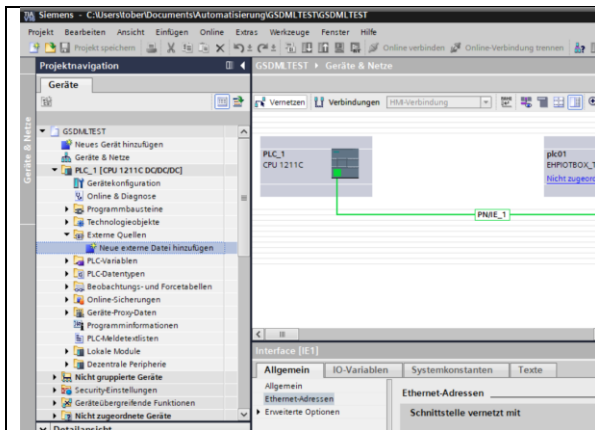 Siemens - C:\Users\tober\Documents\Automatisierung\GSDMLTEST\GSDMLTEST
Projekt Bearbeiten Ansicht Einfügen Online Extras Werkzeuge Fenster Hilfe
Projekt speichern Online verbinden Online-Verbindung trennen
Projektnavigation
GSDMLTEST Geräte & Netze
Geräte
Vernetzen Verbindungen HMI-Verbindung
Geräte & Netze
GSDMLTEST
Neues Gerät hinzufügen
Geräte & Netze
PLC_1 [CPU 1211C DC/DC/DC]
Gerätekonfiguration
Online & Diagnose
Programmbausteine
Technologieobjekte
Externe Quellen
Neue externe Datei hinzufügen
PLC-Variablen
PLC-Datentypen
Beobachtungs- und Forcetabellen
Online-Sicherungen
Geräte-Proxy-Daten
Programminformationen
PLC-Meldetextlisten
Lokale Module
Dezentrale Peripherie
Nicht gruppierte Geräte
Security-Einstellungen
Geräteübergreifende Funktionen
Nicht zugeordnete Geräte
Detailansicht
PLC_1
CPU 1211C
plc01
EHPIOTBOX_T
Nicht zugeord
PN/IE_1
Interface [IE1]
Allgemein IO-Variablen Systemkonstanten Texte
Allgemein
Ethernet-Adressen
Erweiterte Optionen
Ethernet-Adressen
Schnittstelle vernetzt mit